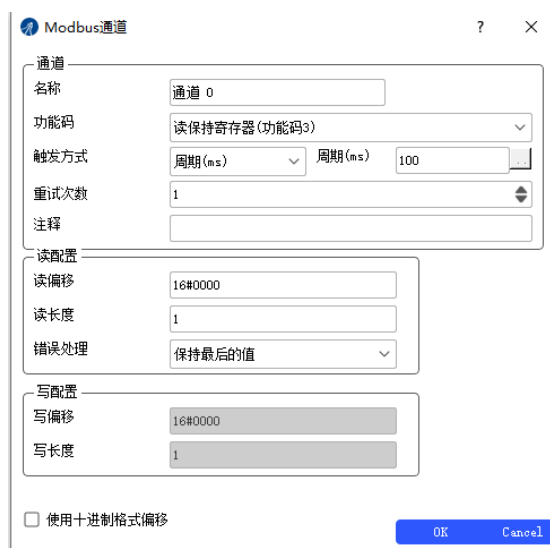 Modbus通道 ?
通道
名称 通道 0
功能码 读保持寄存器(功能码3)
触发方式 周期(ms) 周期(ms) 100 ..
重试次数 1
注释
读配置
读偏移 16#0000
读长度 1
错误处理 保持最后的值
写配置
写偏移 16#0000
写长度 1
使用十进制格式偏移
OK Cancel